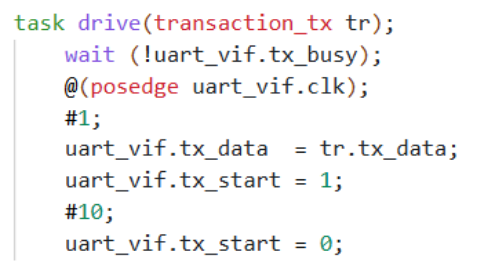 task drive(transaction_tx tr);
wait (!uart_vif.tx_busy);
@(posedge uart_vif.clk);
#1;
uart_vif.tx_data  = tr.tx_data;
uart_vif.tx_start = 1;
#10;
uart_vif.tx_start = 0;